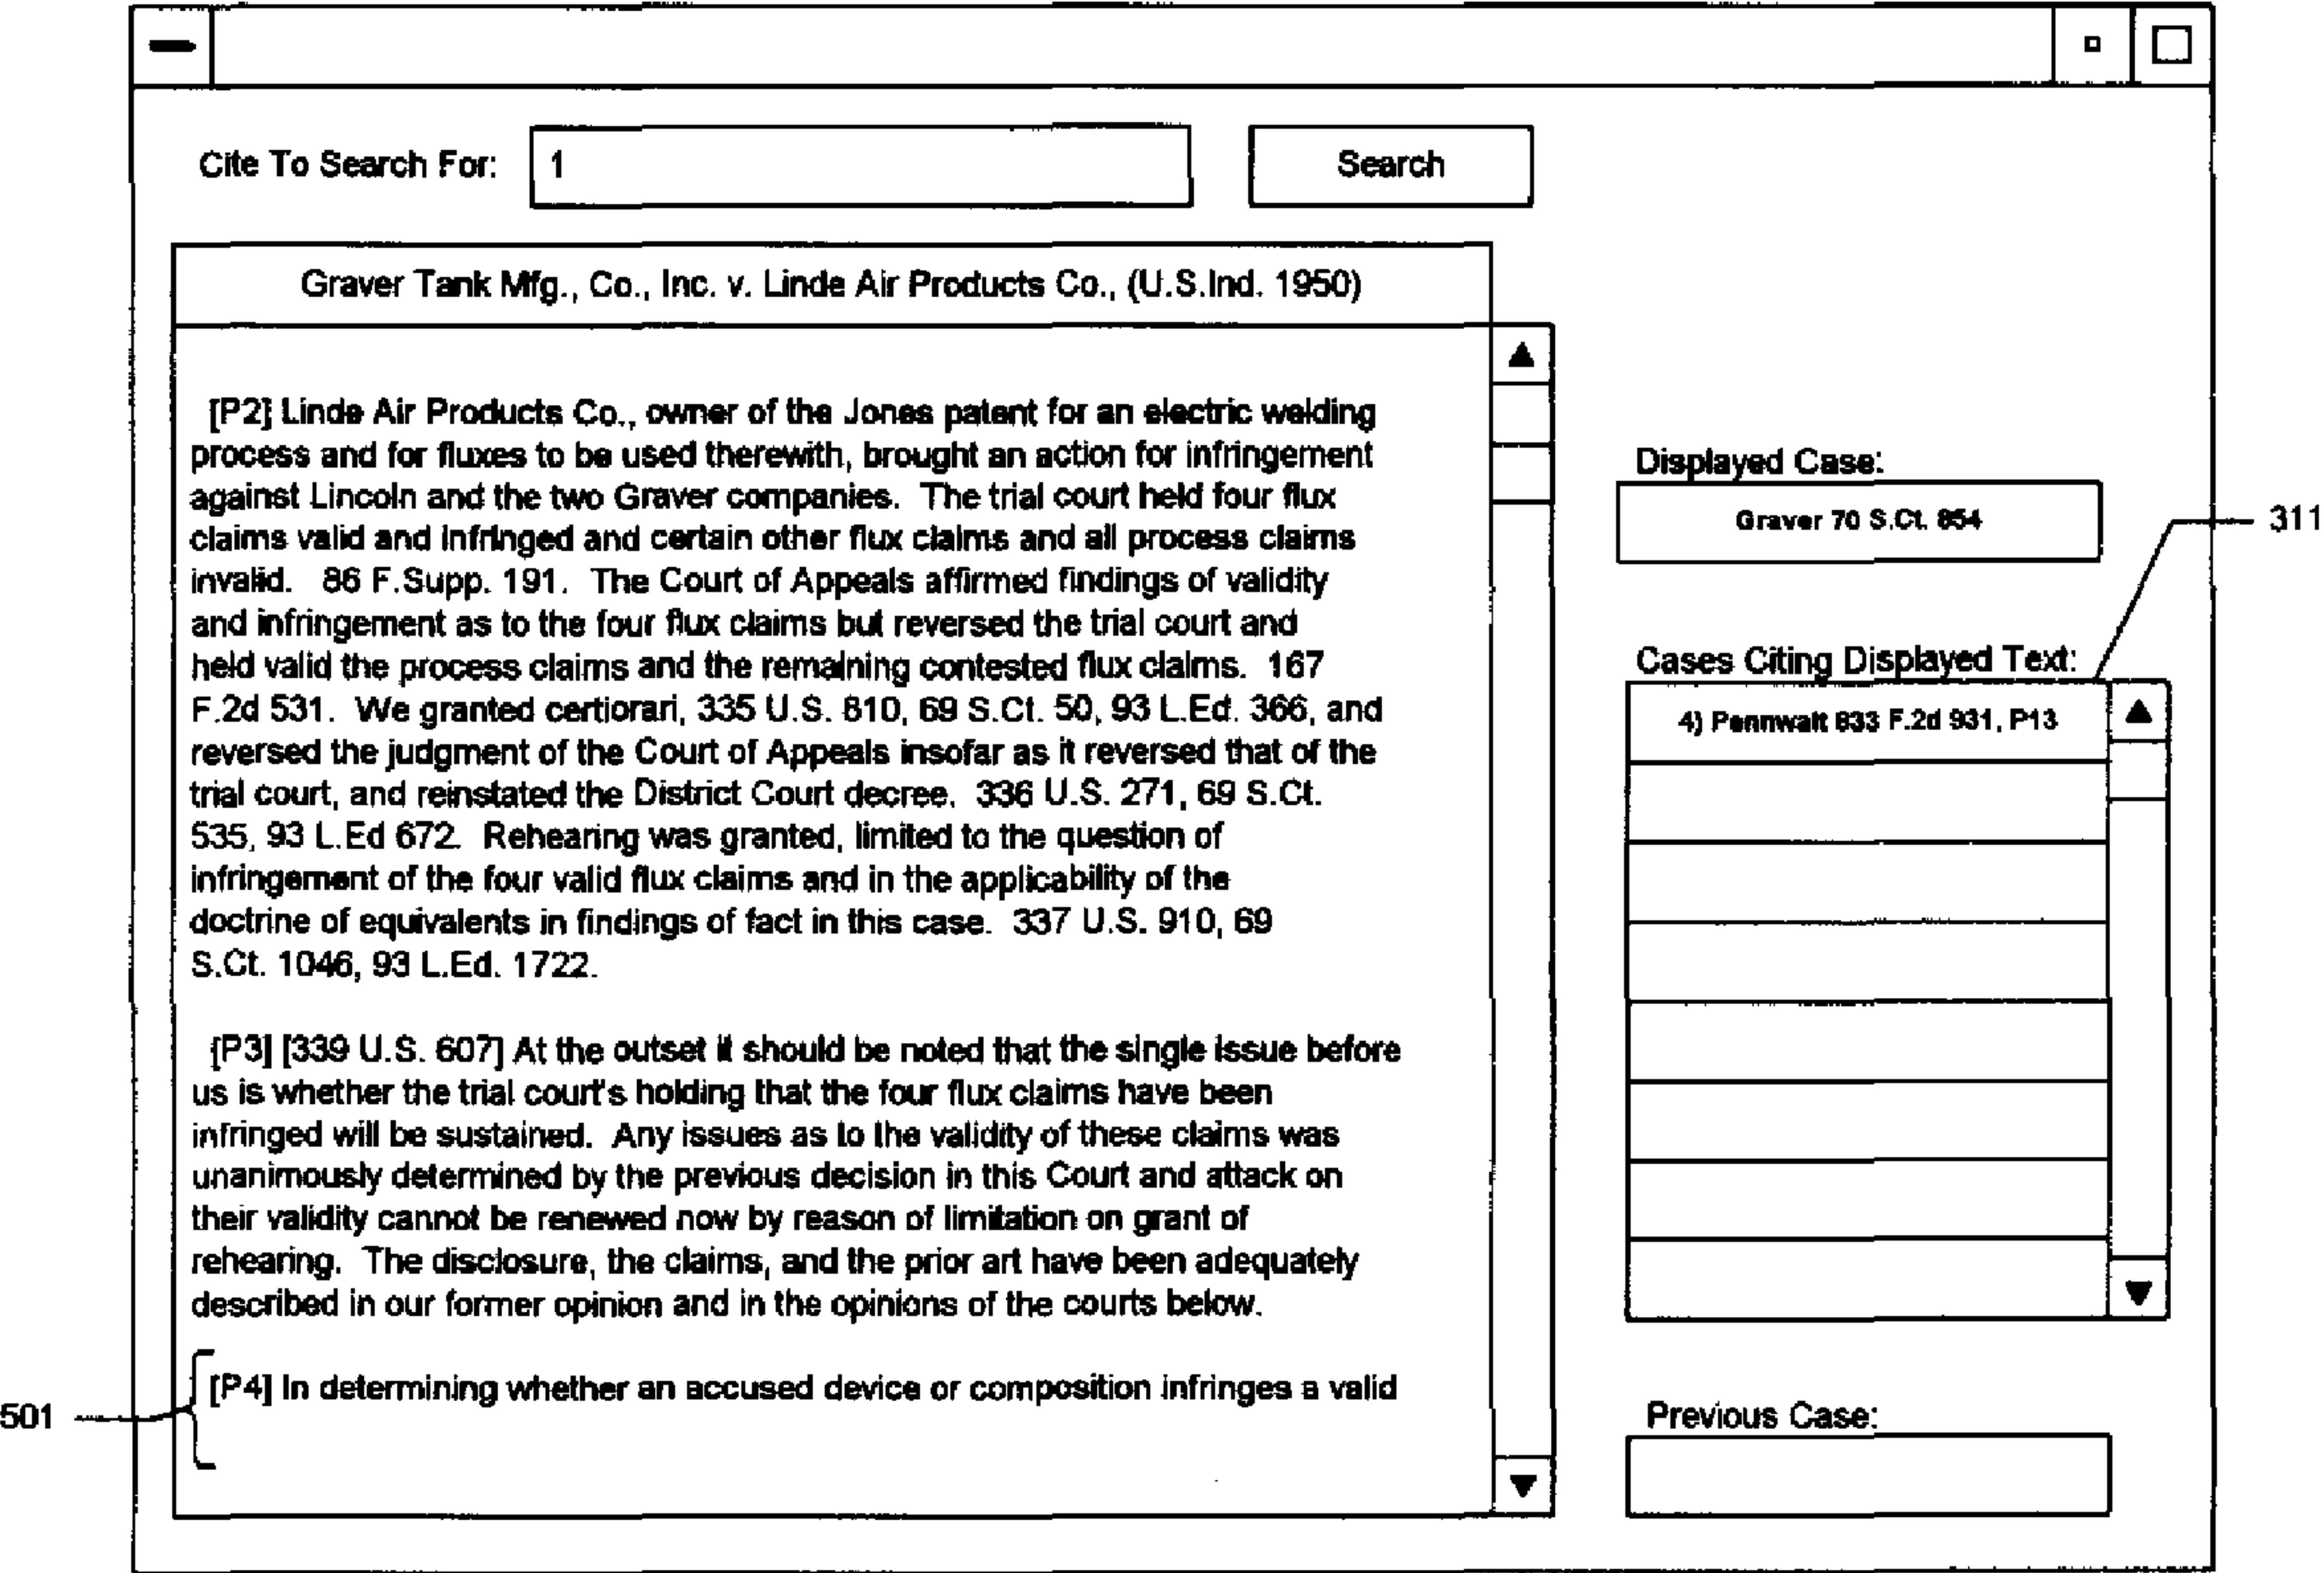 Cite To Search For: 1 Search
Graver Tank Mfg., Co., Inc. v. Linde Air Products Co., (U.S.Ind. 1950)
[P2] Linde Air Products Co., owner of the Jones patent for an electric welding
process and for fluxes to be used therewith, brought an action for infringement
against Lincoln and the two Graver companies. The trial court held four flux
claims valid and infringed and certain other flux claims and all process claims
invalid. 86 F.Supp. 191. The Court of Appeals affirmed findings of validity
and infringement as to the four flux claims but reversed the trial court and
held valid the process claims and the remaining contested flux claims. 167
F.2d 531. We granted certiorari, 335 U.S. 810, 69 S.Ct. 50, 93 L.Ed. 366, and
reversed the judgment of the Court of Appeals insofar as it reversed that of the
trial court, and reinstated the District Court decree. 336 U.S. 271, 69 S.Ct.
535, 93 L.Ed 672. Rehearing was granted, limited to the question of
infringement of the four valid flux claims and in the applicability of the
doctrine of equivalents in findings of fact in this case. 337 U.S. 910, 69
S.Ct. 1046, 93 L.Ed. 1722.
[P3] [339 U.S. 607] At the outset it should be noted that the single issue before
us is whether the trial court's holding that the four flux claims have been
infringed will be sustained. Any issues as to the validity of these claims was
unanimously determined by the previous decision in this Court and attack on
their validity cannot be renewed now by reason of limitation on grant of
rehearing. The disclosure, the claims, and the prior art have been adequately
described in our former opinion and in the opinions of the courts below.
[P4] In determining whether an accused device or composition infringes a valid
501
Displayed Case:
Graver 70 S.Ct. 854
311
Cases Citing Displayed Text:
4) Pennwalt 833 F.2d 931, P13
Previous Case: